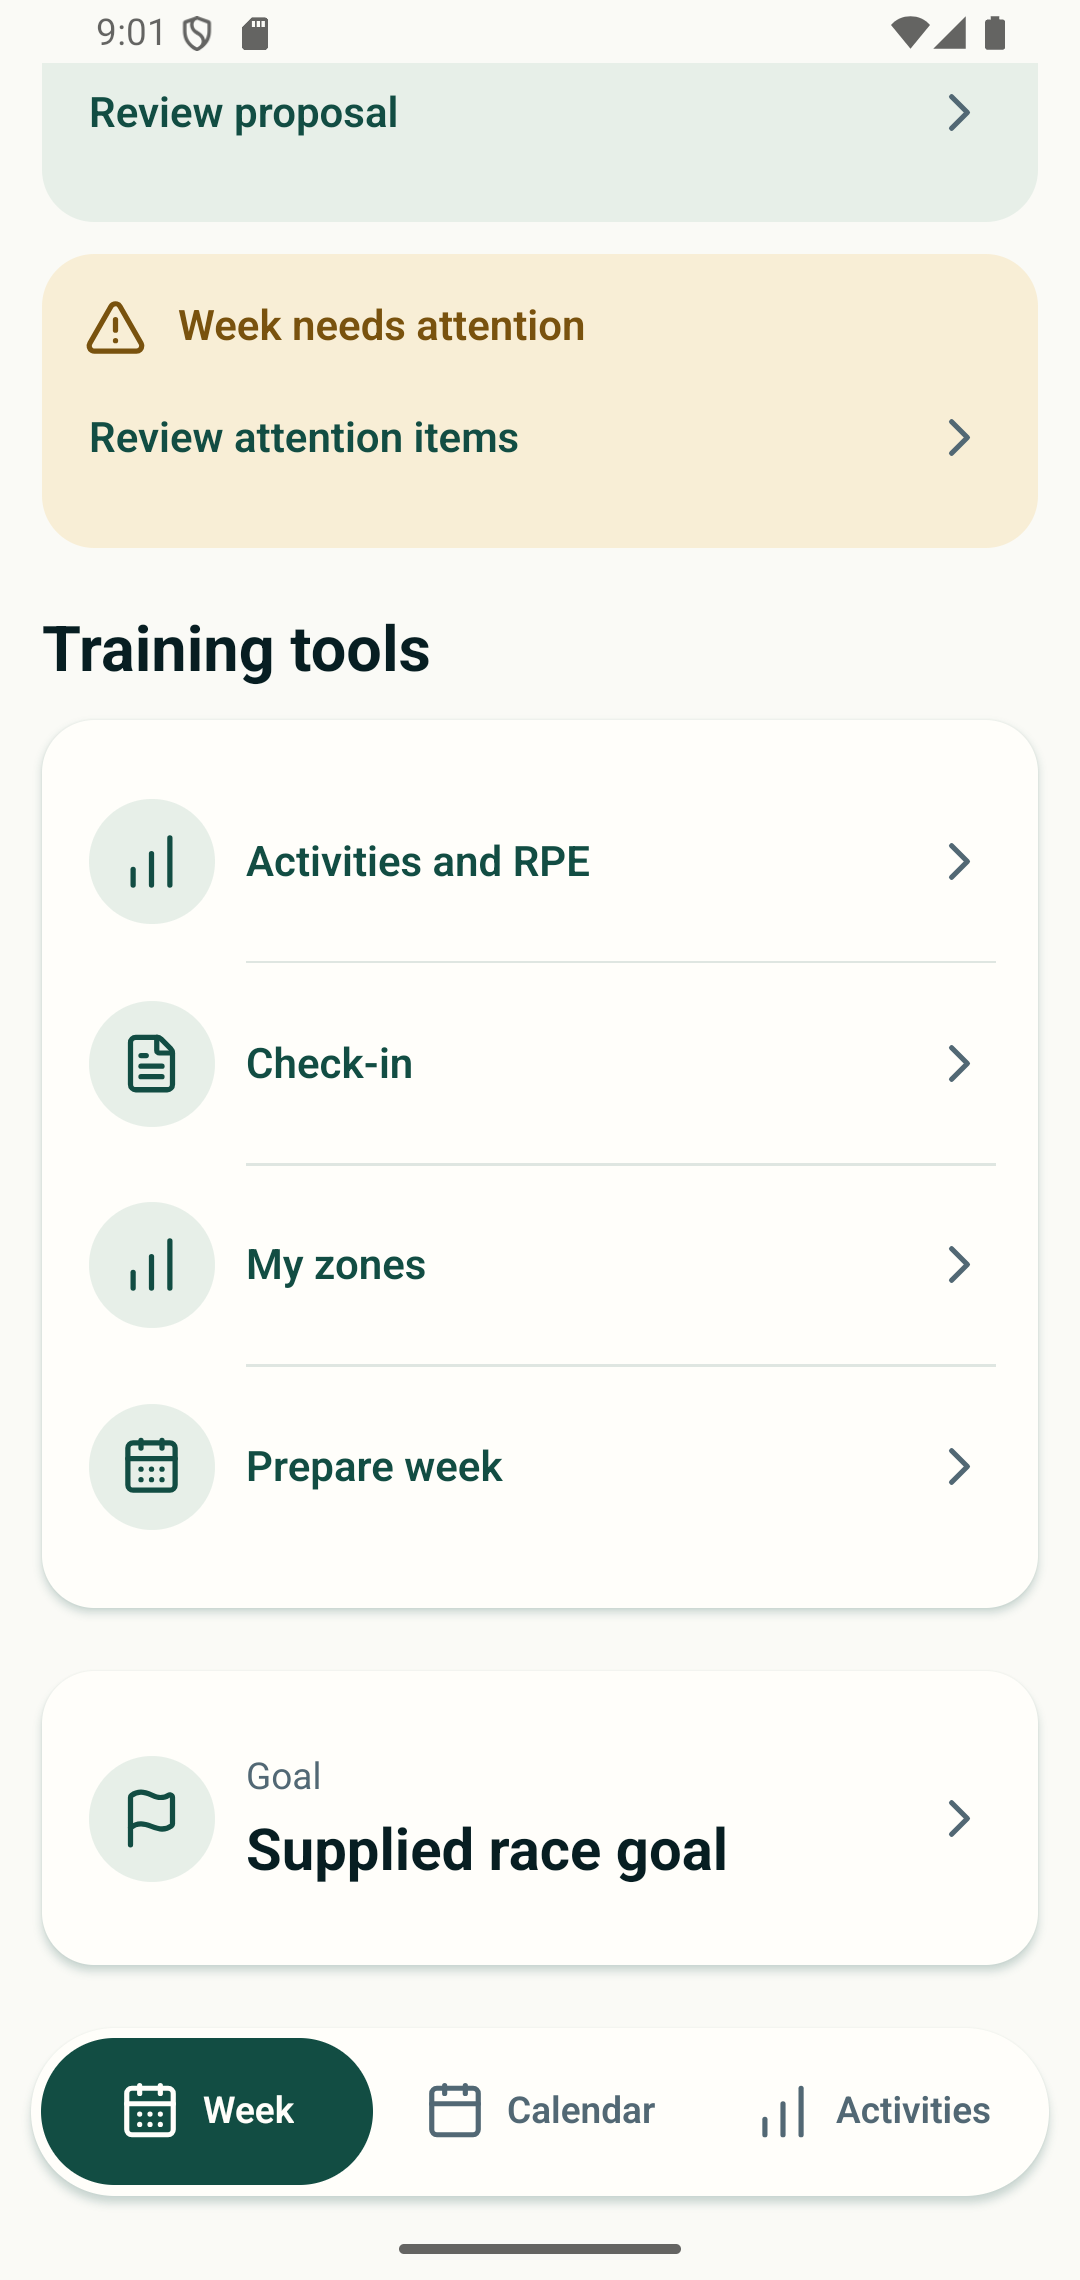 9:01
Review proposal
Week needs attention
Review attention items
Training tools
Activities and RPE
Check-in
My zones
Prepare week
Goal
Supplied race goal
Week
Calendar
Activities